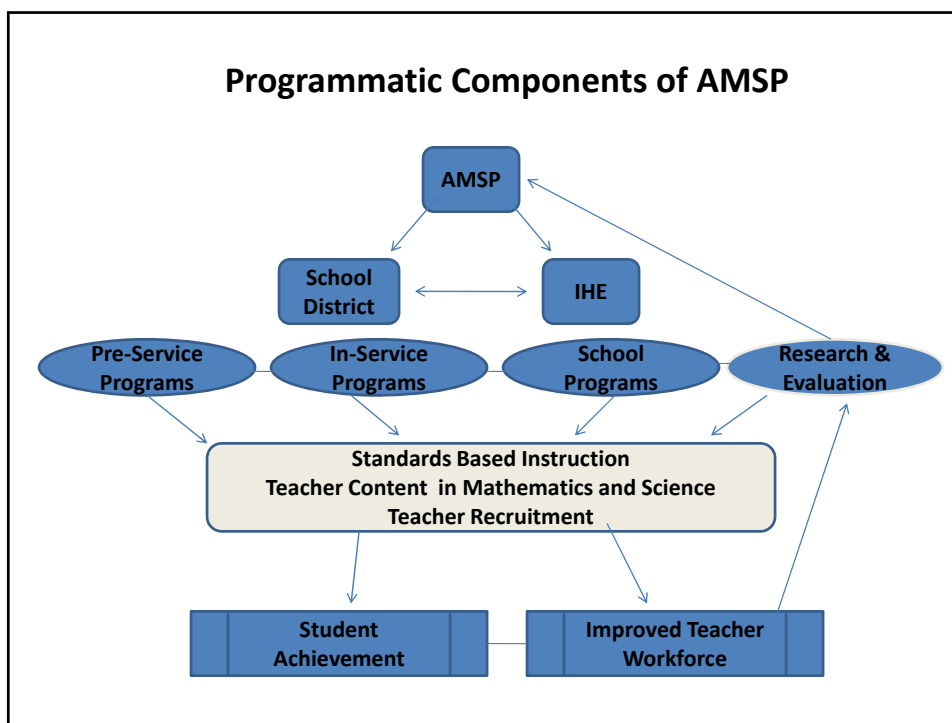 Programmatic Components of AMSP
AMSP
School
District
IHE
Pre-Service
Programs
In-Service
Programs
School
Programs
Research &
Evaluation
Standards Based Instruction
Teacher Content in Mathematics and Science
Teacher Recruitment
Student
Achievement
Improved Teacher
Workforce